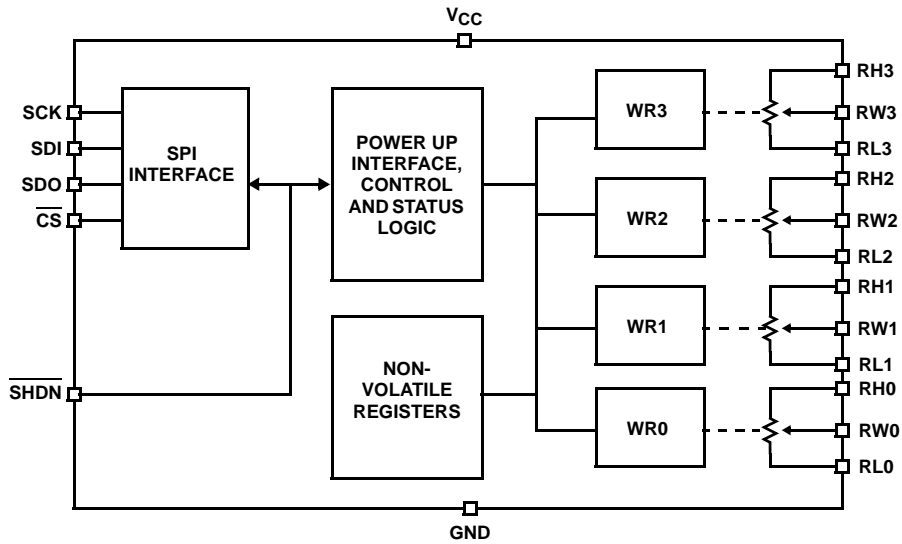 VCC
SCK
SDI
SDO
CS
SHDN
SPI
INTERFACE
POWER UP
INTERFACE,
CONTROL
AND STATUS
LOGIC
NON-
VOLATILE
REGISTERS
WR3
WR2
WR1
WR0
RH3
RW3
RL3
RH2
RW2
RL2
RH1
RW1
RL1
RH0
RW0
RL0
GND